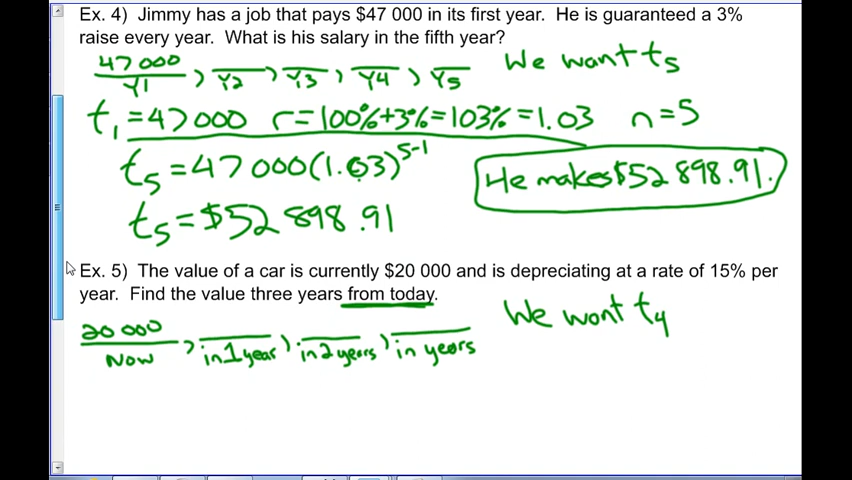 Ex. 4) Jimmy has a job that pays $47 000 in its first year. He is guaranteed a 3%
raise every year. What is his salary in the fifth year?
We want t5
47000 , , , ,
Y1 Y2 Y3 Y4 Y5
t1 = 47000 r = 100% + 3% = 103% = 1.03 n = 5
t5 = 47 000(1.03)^5-1
He makes $52 898.91.
t5 = $52 898.91
Ex. 5) The value of a car is currently $20 000 and is depreciating at a rate of 15% per
year. Find the value three years from today.
We want t4
20 000 , , ,
Now in 1 year in 2 years in years